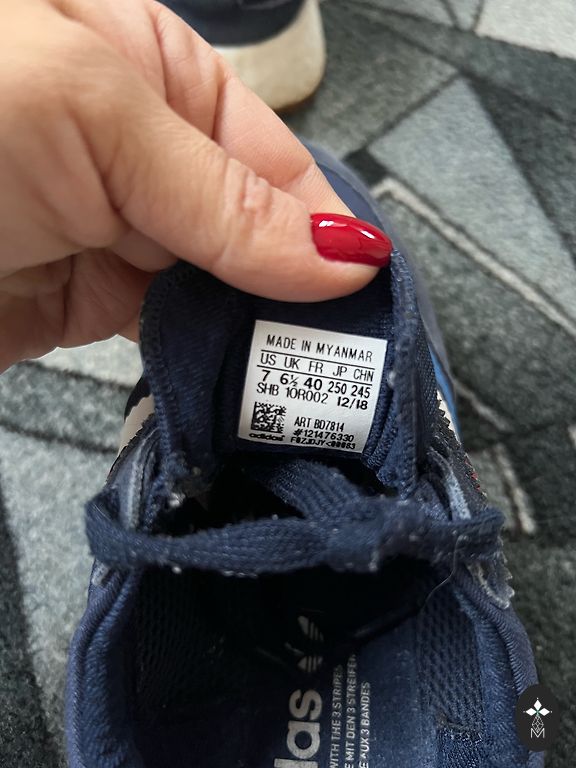 MADE IN MYANMAR
US UK FR JP CHN
7 6½ 40 250 245
SHB 10R002 12/18
ART BD7814
#121476330
adidas
adidas
WITH THE 3 STRIPES
E MIT DEN 3 STREIFEN
AUX 3 BANDES
M